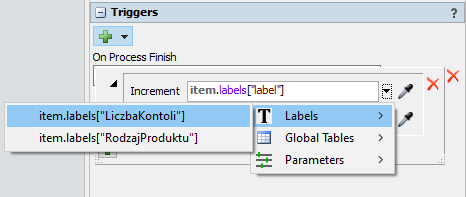 Triggers
On Process Finish
Increment item.labels["label"]
item.labels["LiczbaKontoli"]
item.labels["RodzajProduktu"]
Labels
Global Tables
Parameters